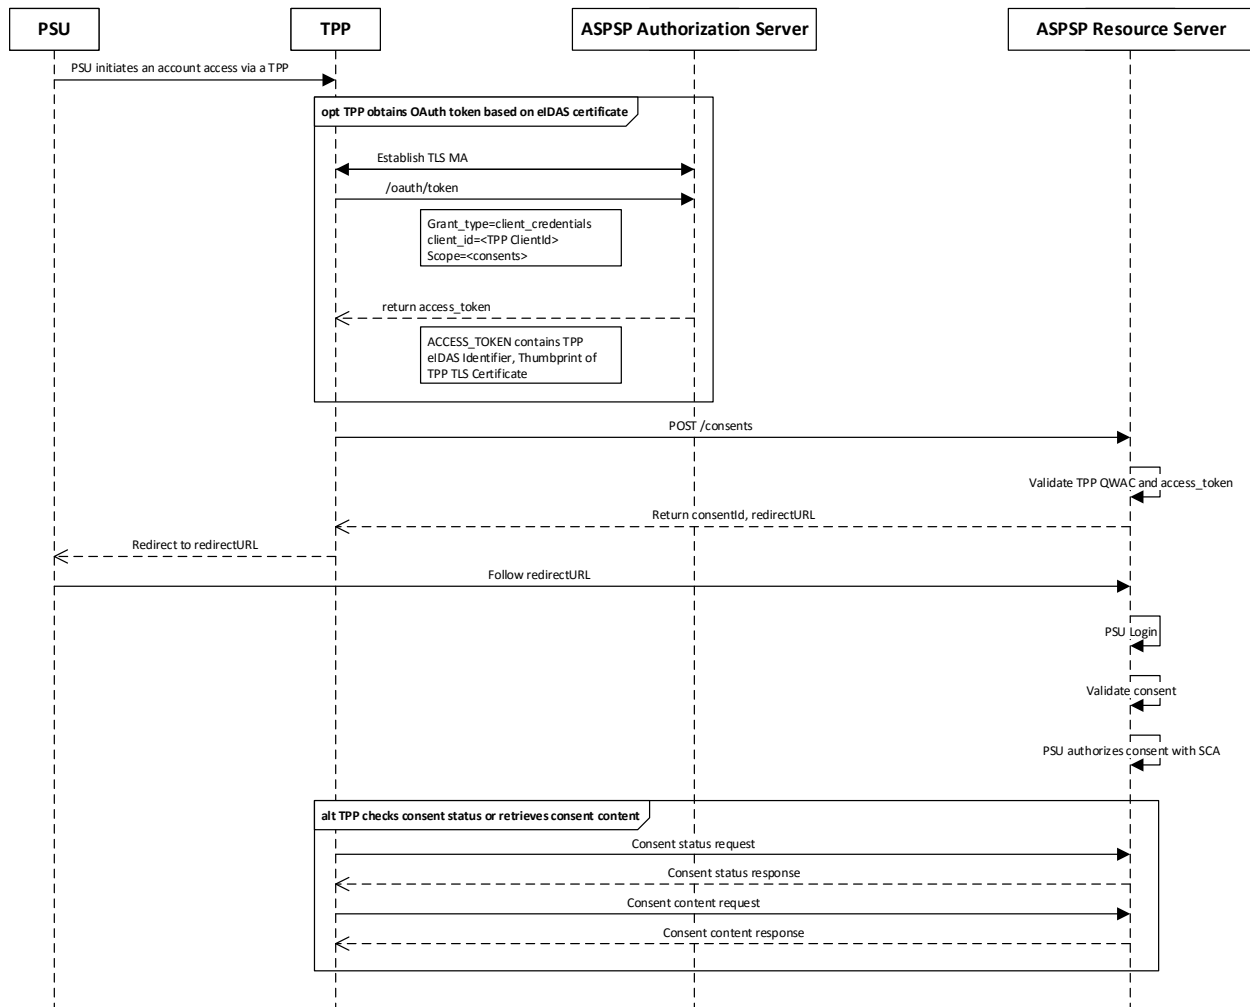 PSU
TPP
ASPSP Authorization Server
ASPSP Resource Server
PSU initiates an account access via a TPP
opt TPP obtains OAuth token based on eIDAS certificate
Establish TLS MA
/oauth/token
Grant_type=client_credentials
client_id=<TPP ClientId>
Scope=<consents>
return access_token
ACCESS_TOKEN contains TPP
eIDAS Identifier, Thumbprint of
TPP TLS Certificate
POST /consents
Validate TPP QWAC and access_token
Return consentId, redirectURL
Redirect to redirectURL
Follow redirectURL
PSU Login
Validate consent
PSU authorizes consent with SCA
alt TPP checks consent status or retrieves consent content
Consent status request
Consent status response
Consent content request
Consent content response